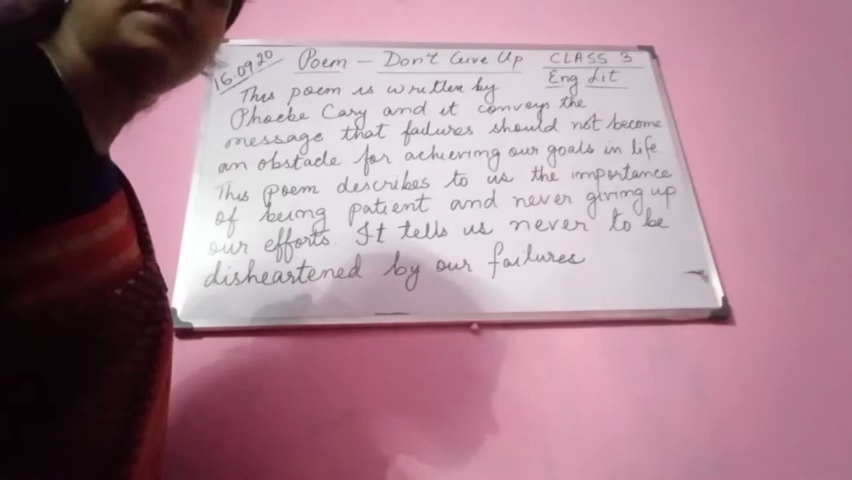 16.09.20 Poem - Don't Give Up CLASS 3
Eng Lit
This poem is written by
Phoebe Cary and it conveys the
message that failures should not become
an obstacle for achieving our goals in life
This poem describes to us the importance
of being patient and never giving up
our efforts. It tells us never to be
disheartened by our failures